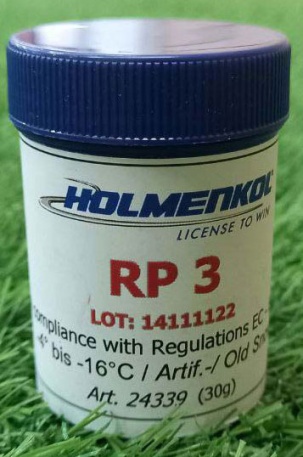 HOLMENKOL
LICENSE TO WIN
RP 3
LOT: 14111122
compliance with Regulations EC
-4° bis -16°C / Artif.-/ Old Sno
Art. 24339 (30g)